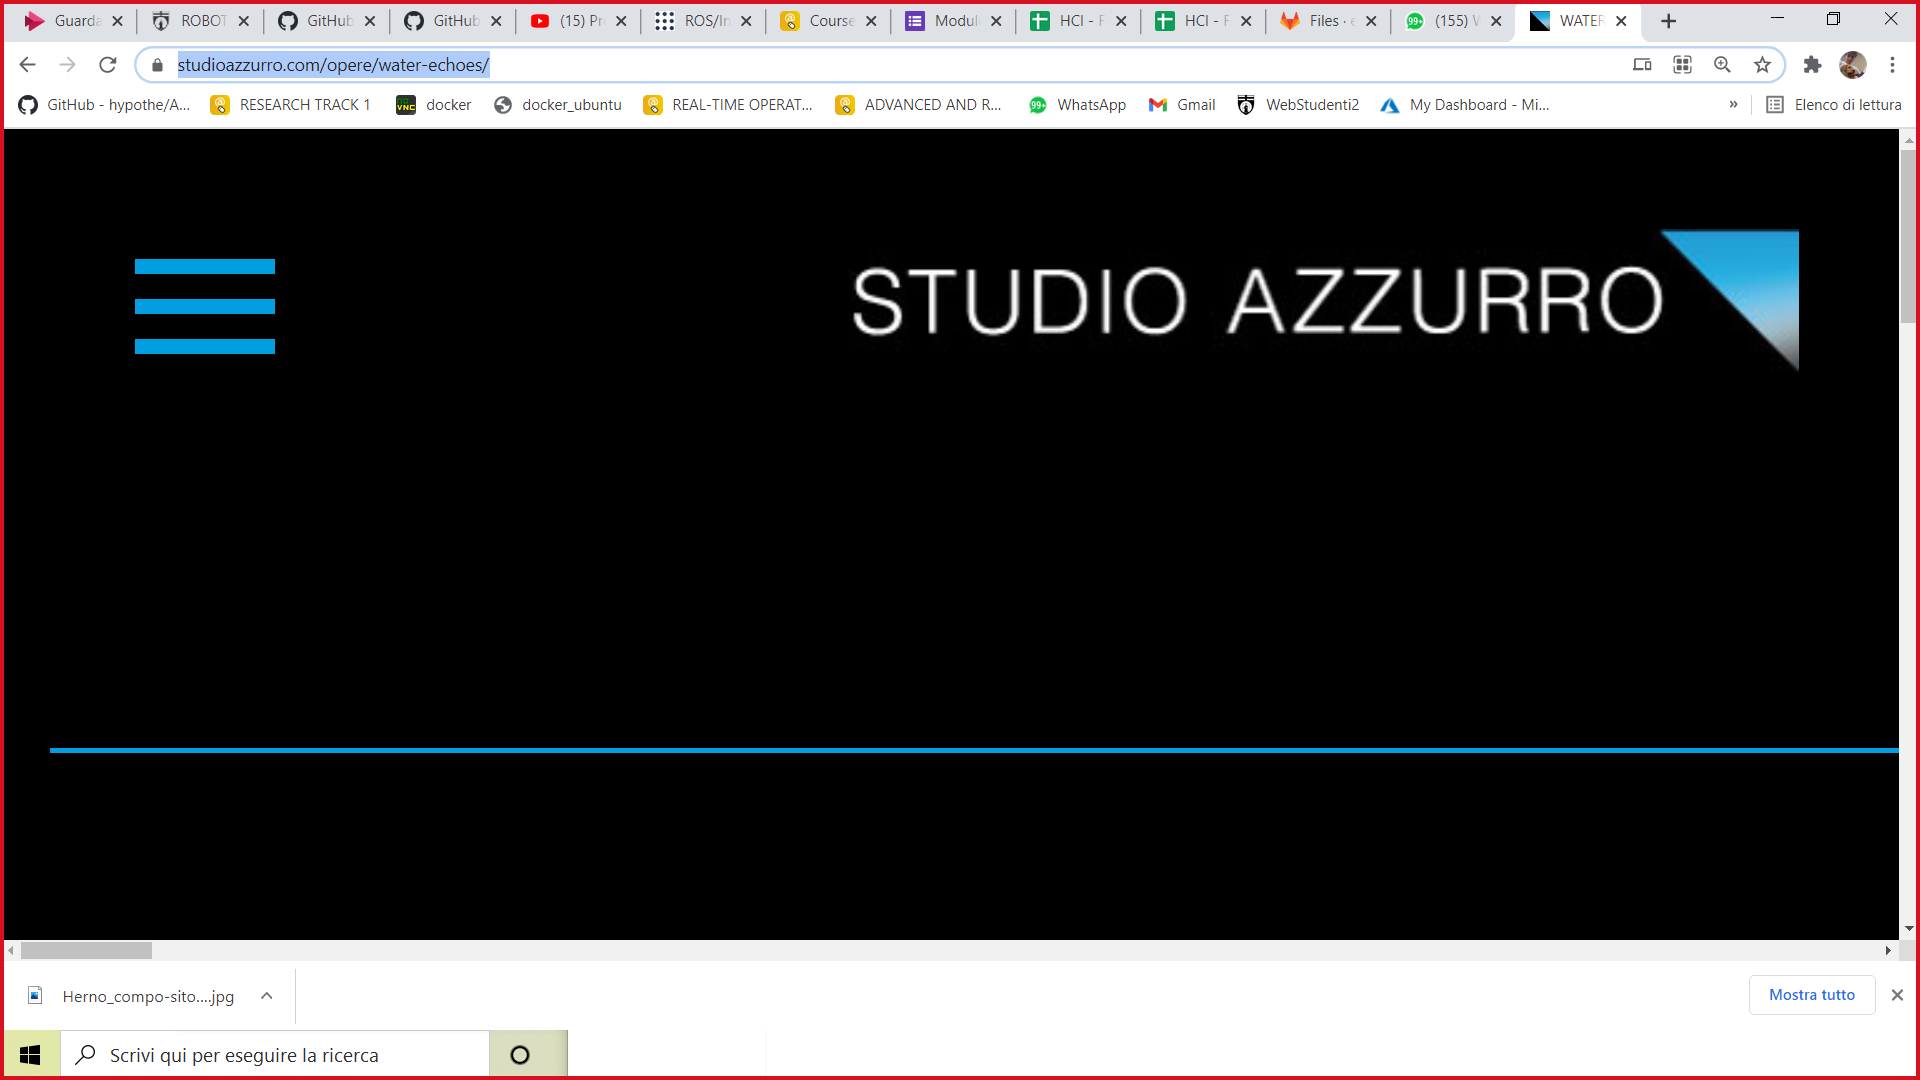 Guarda
ROBOT
GitHub
GitHub
(15) Pr
ROS/In
Course
Modul
HCI - F
HCI - F
Files · e
(155) W
WATER
studioazzurro.com/opere/water-echoes/
GitHub - hypothe/A...
RESEARCH TRACK 1
docker
docker_ubuntu
REAL-TIME OPERAT...
ADVANCED AND R...
99+
WhatsApp
Gmail
WebStudenti2
My Dashboard - Mi...
»
Elenco di lettura
STUDIO AZZURRO
Herno_compo-sito....jpg
Mostra tutto
Scrivi qui per eseguire la ricerca